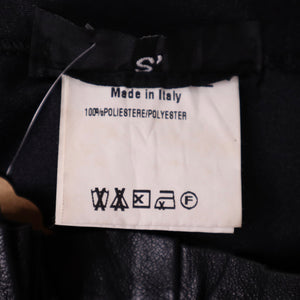 S'
Made in Italy
100%POLIESTERE/POLYESTER
F